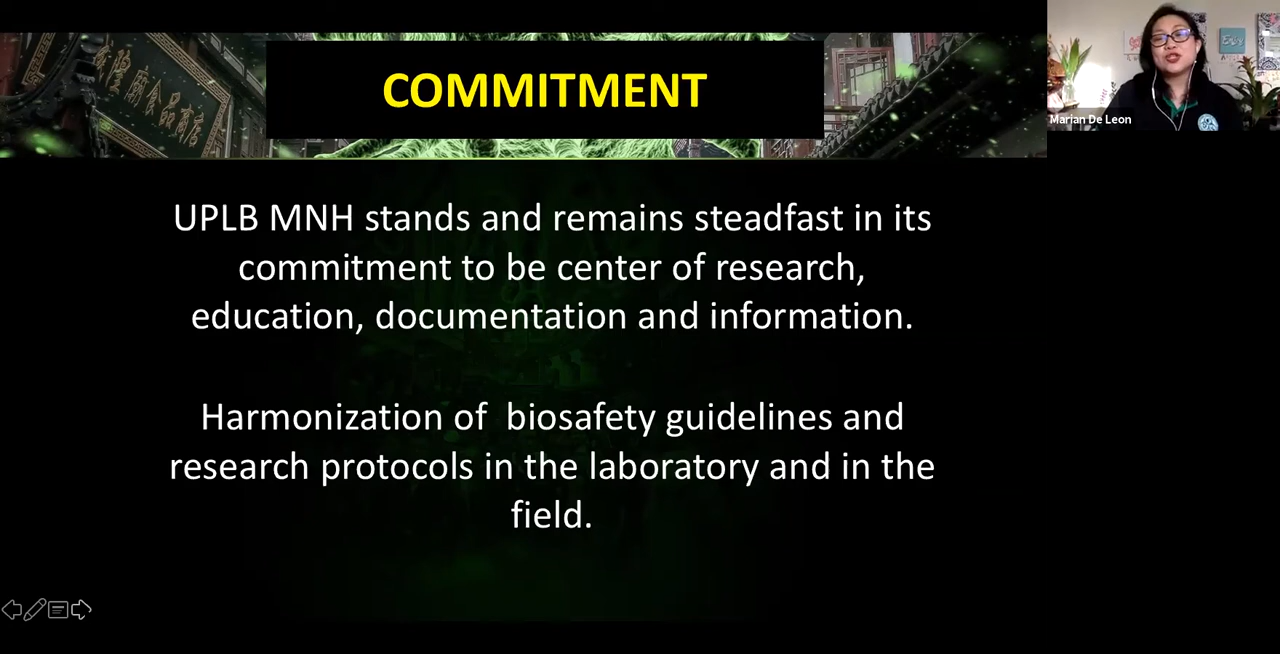 COMMITMENT
Marian De Leon
UPLB MNH stands and remains steadfast in its
commitment to be center of research,
education, documentation and information.
Harmonization of  biosafety guidelines and
research protocols in the laboratory and in the
field.